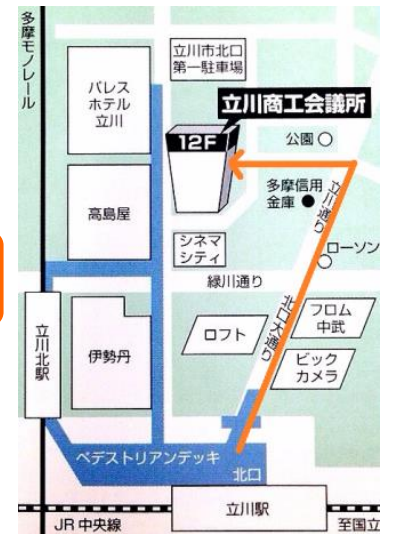 多摩モノレール
立川市北口
第一駐車場
パレス
ホテル
立川
立川商工会議所
12F
公園
多摩信用
金庫
立川通り
高島屋
シネマ
シティ
ローソン
緑川通り
立川北駅
伊勢丹
ロフト
北口大通り
フロム
中武
ビック
カメラ
ペデストリアンデッキ
北口
立川駅
JR中央線
至国立